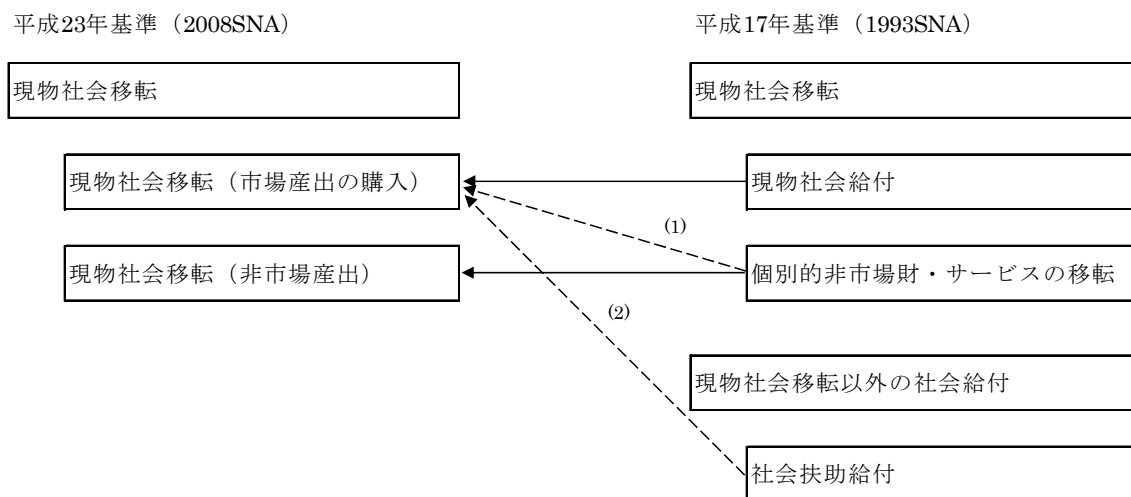 平成23年基準（2008SNA）
平成17年基準（1993SNA）
現物社会移転
現物社会移転
現物社会移転（市場産出の購入）
現物社会給付
(1)
現物社会移転（非市場産出）
個別的非市場財・サービスの移転
(2)
現物社会移転以外の社会給付
社会扶助給付